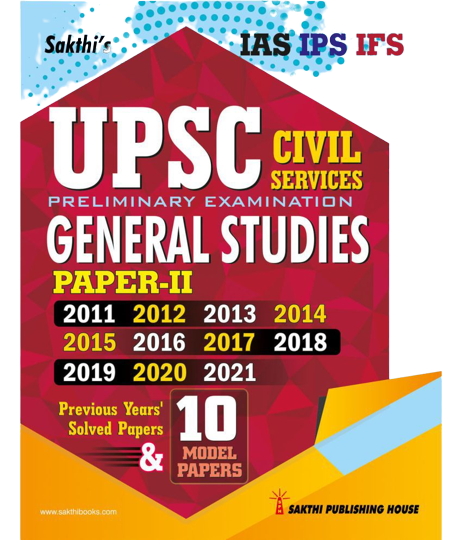 Sakthi's
IAS IPS IFS
UPSC CIVIL SERVICES
PRELIMINARY EXAMINATION
GENERAL STUDIES
PAPER-II
2011 2012 2013 2014
2015 2016 2017 2018
2019 2020 2021
Previous Years'
Solved Papers
&
10
MODEL
PAPERS
www.sakthibooks.com
SAKTHI PUBLISHING HOUSE